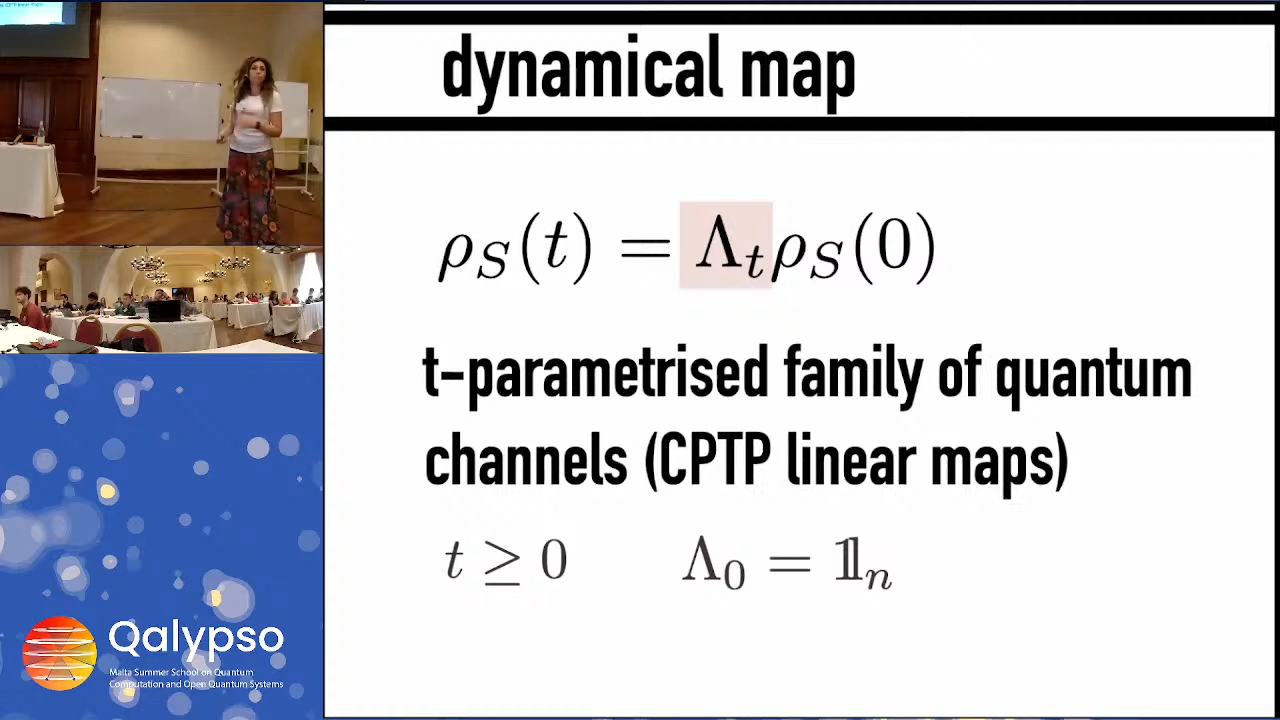 dynamical map
ρ_S(t) = Λ_t ρ_S(0)
t-parametrised family of quantum
channels (CPTP linear maps)
t ≥ 0 Λ_0 = 𝟙_n
Qalypso
Malta Summer School on Quantum
Computation and Open Quantum Systems